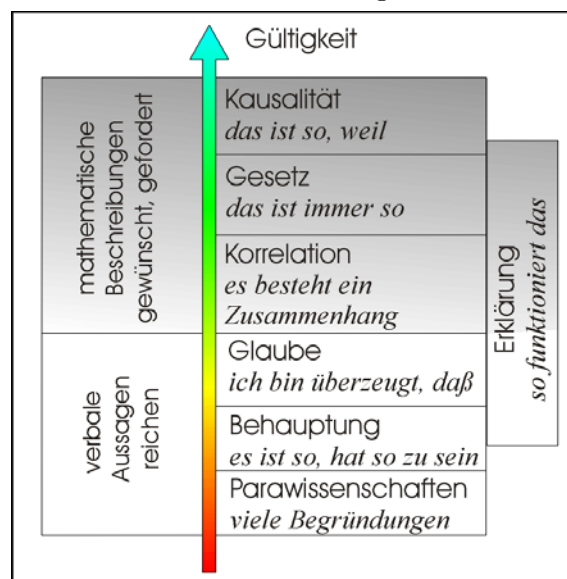 Gültigkeit
mathematische
Beschreibungen
gewünscht, gefordert
verbale
Aussagen
reichen
Kausalität
das ist so, weil
Gesetz
das ist immer so
Korrelation
es besteht ein
Zusammenhang
Glaube
ich bin überzeugt, daß
Behauptung
es ist so, hat so zu sein
Parawissenschaften
viele Begründungen
Erklärung
so funktioniert das